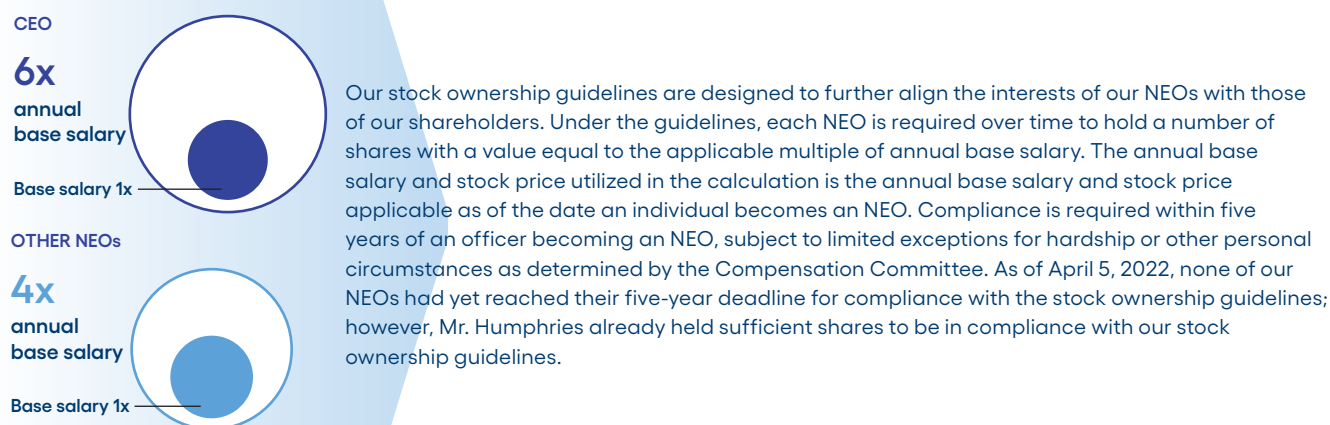 CEO
6x
annual
base salary
Base salary 1x
OTHER NEOs
4x
annual
base salary
Base salary 1x
Our stock ownership guidelines are designed to further align the interests of our NEOs with those
of our shareholders. Under the guidelines, each NEO is required over time to hold a number of
shares with a value equal to the applicable multiple of annual base salary. The annual base
salary and stock price utilized in the calculation is the annual base salary and stock price
applicable as of the date an individual becomes an NEO. Compliance is required within five
years of an officer becoming an NEO, subject to limited exceptions for hardship or other personal
circumstances as determined by the Compensation Committee. As of April 5, 2022, none of our
NEOs had yet reached their five-year deadline for compliance with the stock ownership guidelines;
however, Mr. Humphries already held sufficient shares to be in compliance with our stock
ownership guidelines.